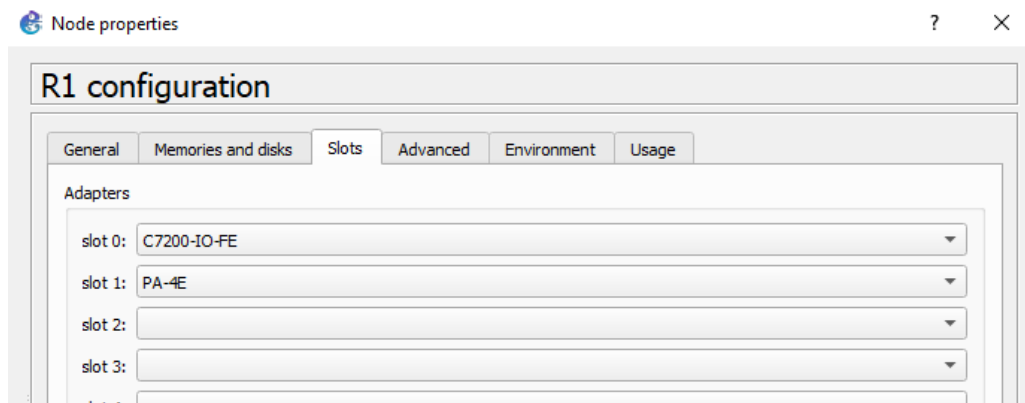 Node properties ? ×
R1 configuration
General Memories and disks Slots Advanced Environment Usage
Adapters
slot 0: C7200-IO-FE
slot 1: PA-4E
slot 2:
slot 3: